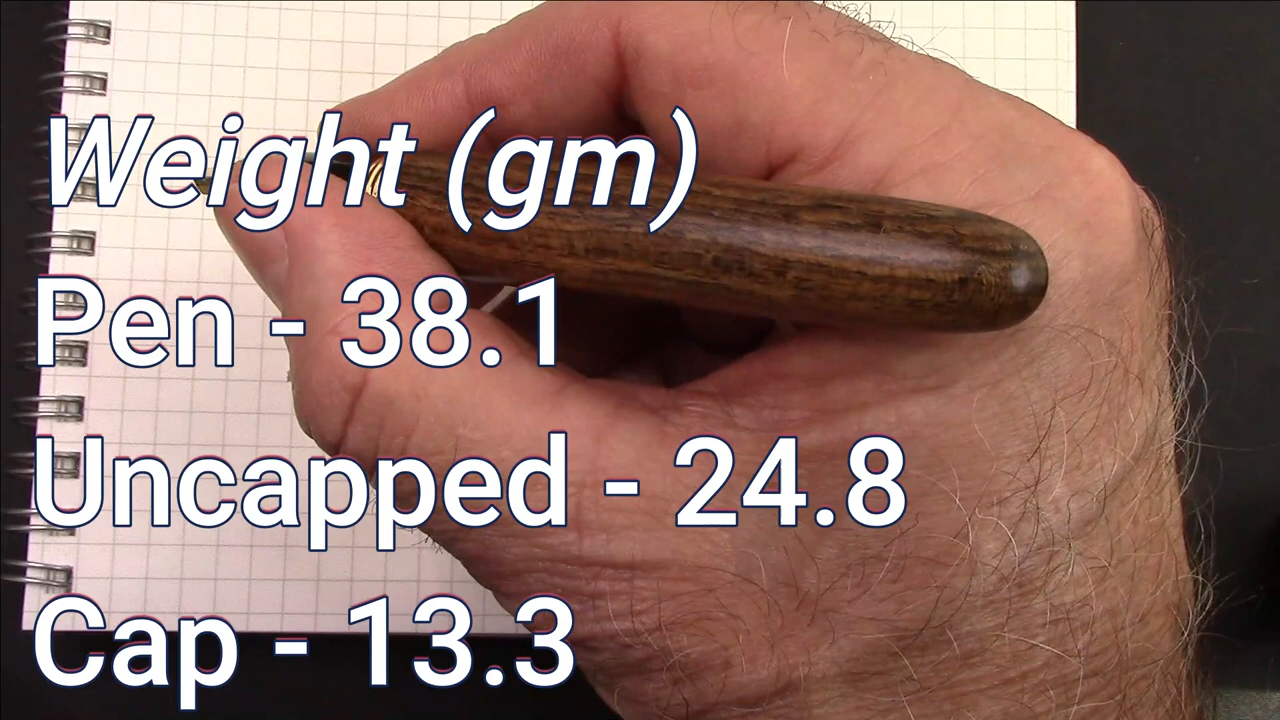 Weight (gm)
Pen - 38.1
Uncapped - 24.8
Cap - 13.3